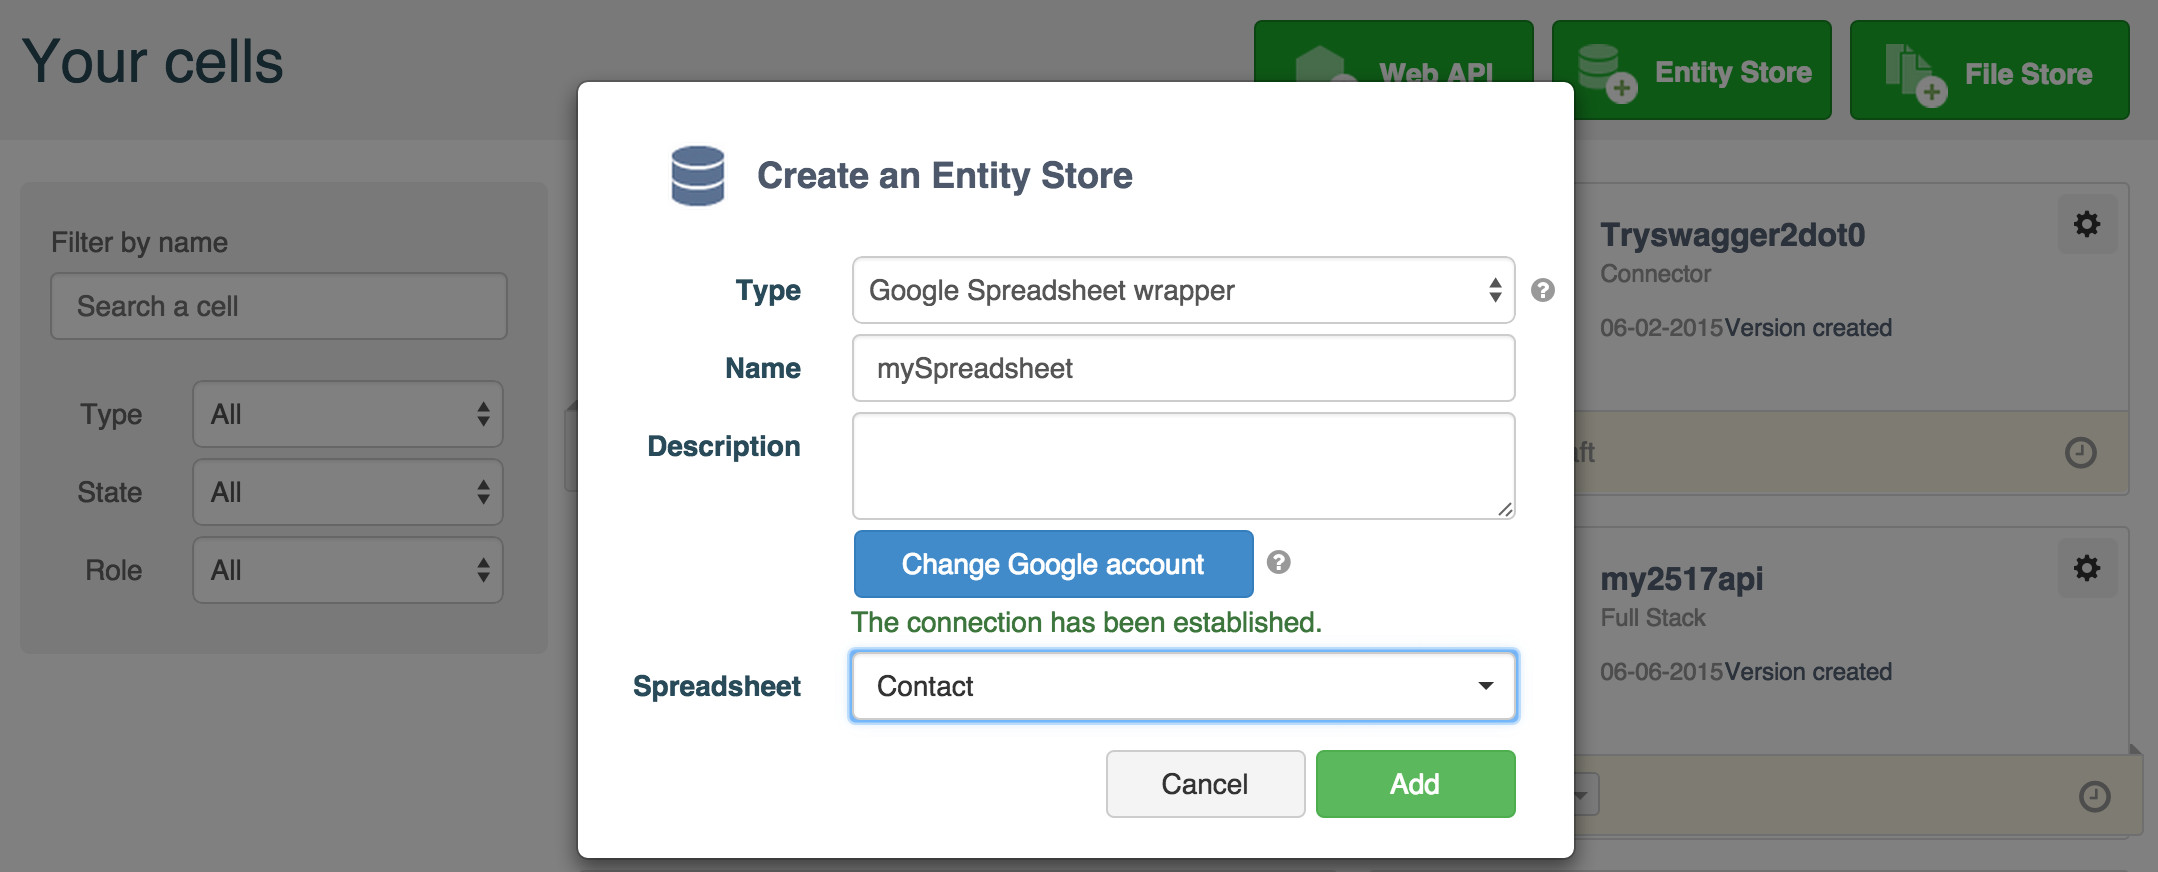 Your cells
Web API
Entity Store
File Store
Filter by name
Search a cell
Type
All
State
All
Role
All
Create an Entity Store
Type
Google Spreadsheet wrapper
Name
mySpreadsheet
Description
Change Google account
The connection has been established.
Spreadsheet
Contact
Cancel
Add
Tryswagger2dot0
Connector
06-02-2015Version created
my2517api
Full Stack
06-06-2015Version created